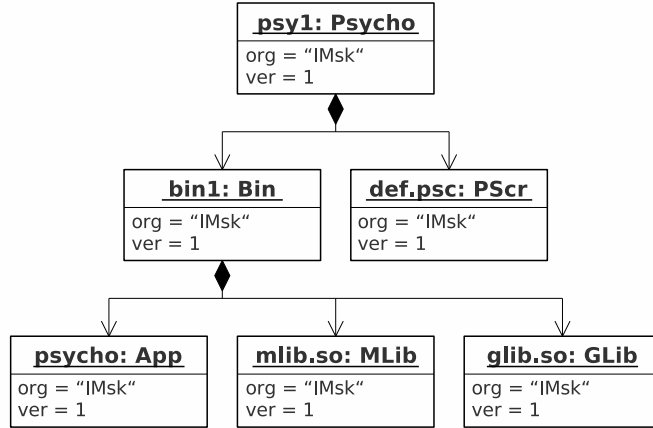 psy1: Psycho
org = “IMsk“
ver = 1
bin1: Bin
org = “IMsk“
ver = 1
def.psc: PScr
org = “IMsk“
ver = 1
psycho: App
org = “IMsk“
ver = 1
mlib.so: MLib
org = “IMsk“
ver = 1
glib.so: GLib
org = “IMsk“
ver = 1